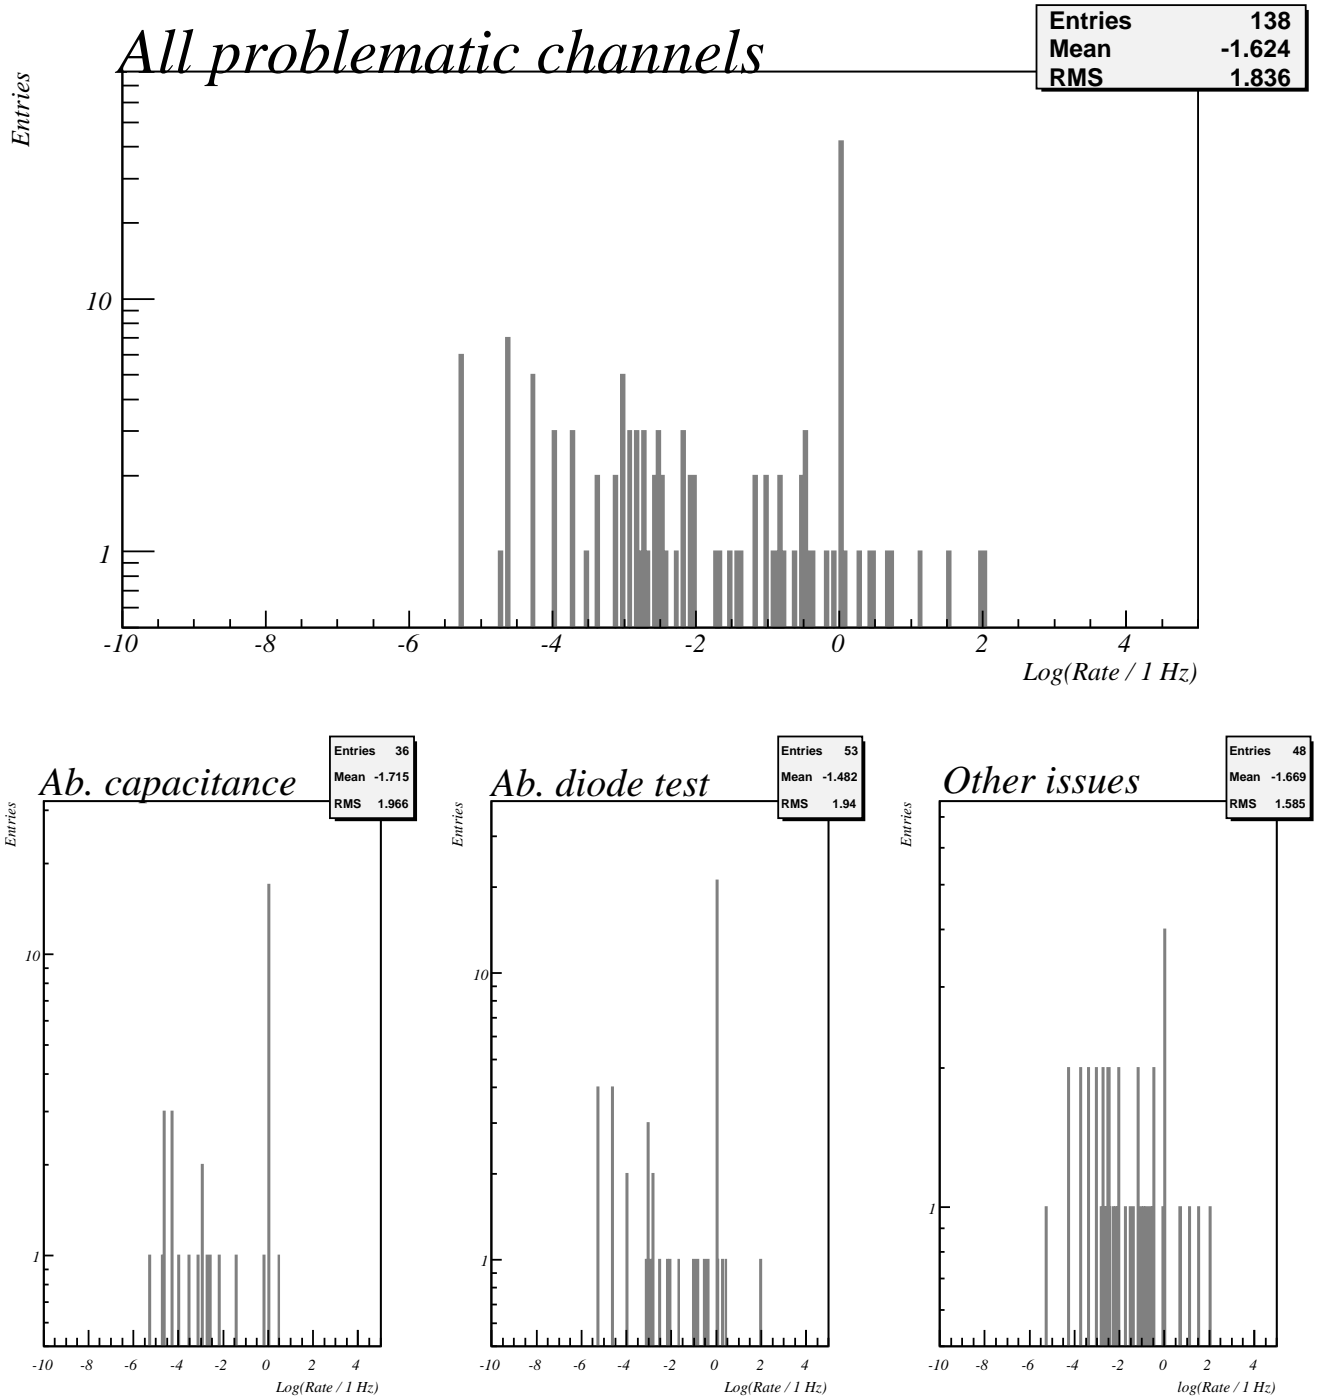 All problematic channels
Entries 138
Mean -1.624
RMS 1.836
Entries
10
1
-10 -8 -6 -4 -2 0 2 4
Log(Rate / 1 Hz)
Ab. capacitance
Entries 36
Mean -1.715
RMS 1.966
Entries
10
1
-10 -8 -6 -4 -2 0 2 4
Log(Rate / 1 Hz)
Ab. diode test
Entries 53
Mean -1.482
RMS 1.94
Entries
10
1
-10 -8 -6 -4 -2 0 2 4
Log(Rate / 1 Hz)
Other issues
Entries 48
Mean -1.669
RMS 1.585
Entries
1
-10 -8 -6 -4 -2 0 2 4
log(Rate / 1 Hz)